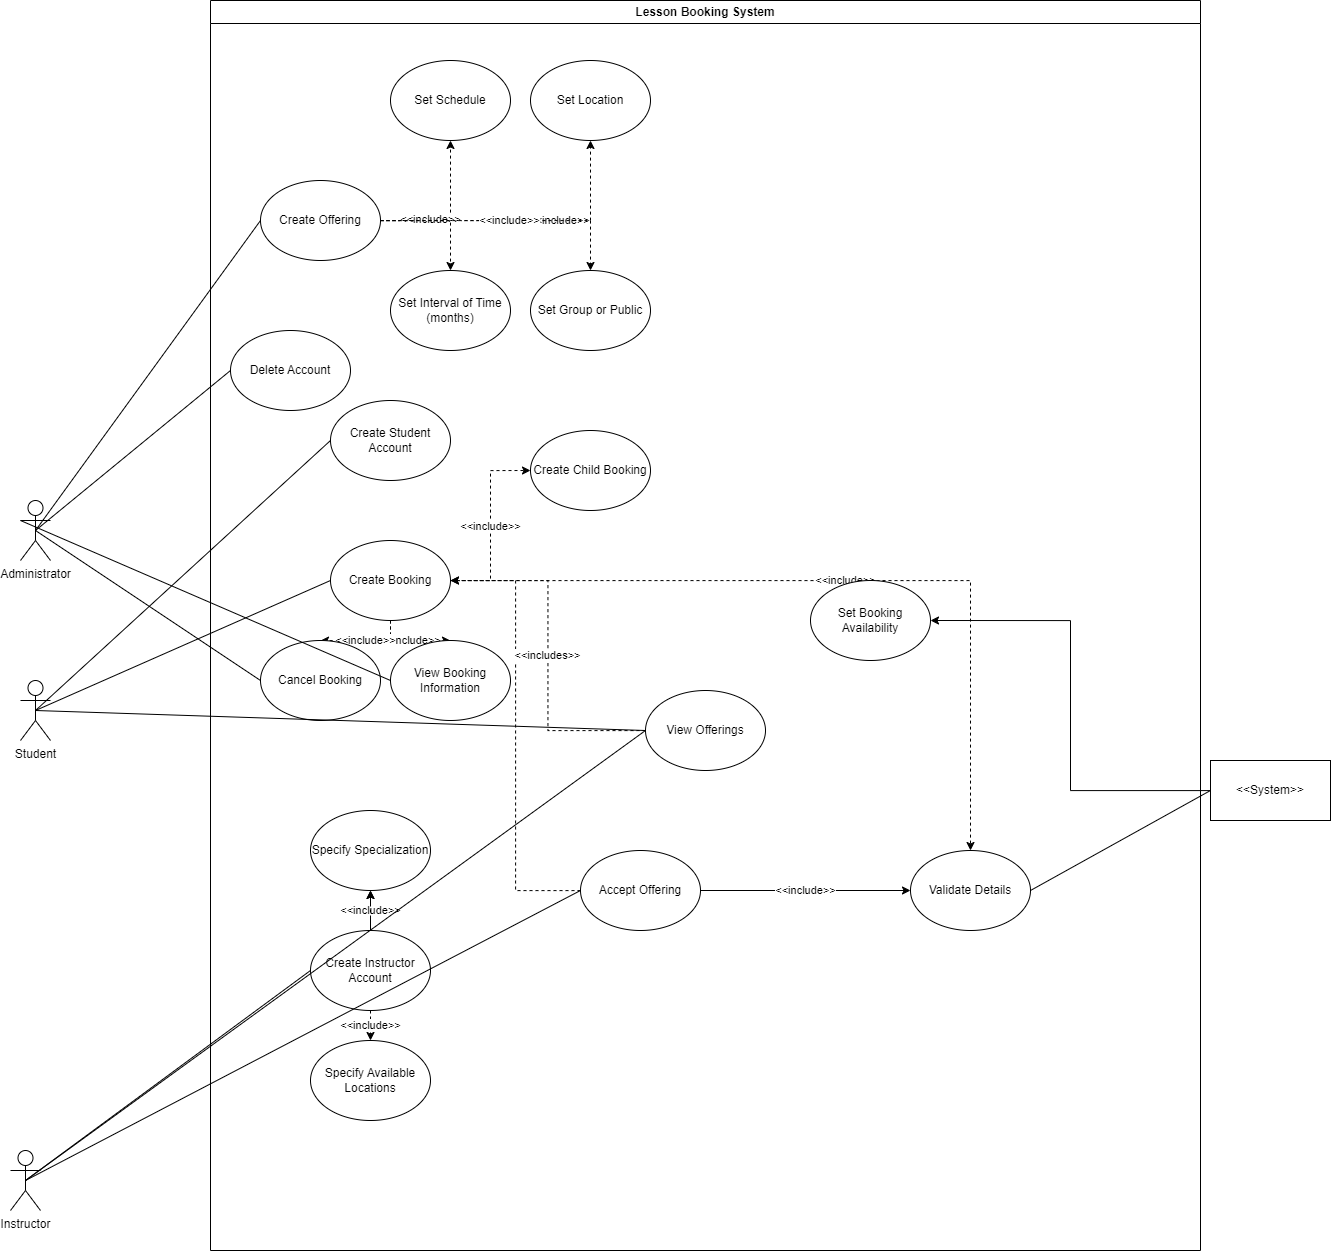 Lesson Booking System
Set Schedule
Set Location
Create Offering
<<include>>
<<include>>
include>>
Set Interval of Time
(months)
Set Group or Public
Delete Account
Create Student
Account
Create Child Booking
<<include>>
Administrator
Create Booking
<<include>>
Set Booking
Availability
<<include>>
nclude>>
Cancel Booking
View Booking
Information
<<includes>>
Student
View Offerings
<<System>>
Specify Specialization
Accept Offering
<<include>>
Validate Details
<<include>>
Create Instructor
Account
<<include>>
Specify Available
Locations
Instructor